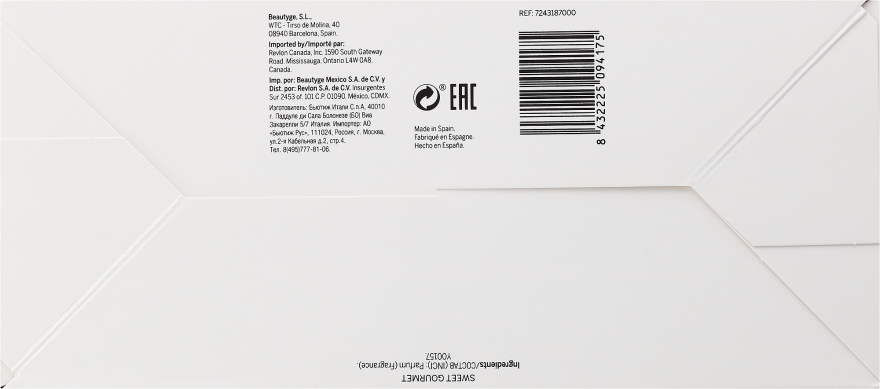 Beautyge, S.L.,
WTC - Tirso de Molina, 40
08940 Barcelona, Spain.
Imported by/Importé par:
Revlon Canada, Inc. 1590 South Gateway
Road. Mississauga, Ontario L4W 0A8.
Canada.
Imp. por: Beautyge Mexico S.A. de C.V. y
Dist. por: Revlon S.A. de C.V. insurgentes
Sur 2453 of. 101 C.P. 01090, México, CDMX.
Изготовитель: Бьютиж Итали С.п.А, 40010
г. Паддуле ди Сала Болонезе (БО) Виа
Закарелли 5/7 Италия. Импортер: АО
«Бьютиж Рус», 111024, Россия, г. Москва,
ул.2-я Кабельная д.2, стр.4.
Тел. 8(495)777-81-06.
® EAC
Made in Spain.
Fabriqué en Espagne.
Hecho en España.
REF: 7243187000
8 432225 094175
SWEET GOURMET
Ingredients/СОСТАВ (INCI): Parfum (Fragrance).
Y00157.